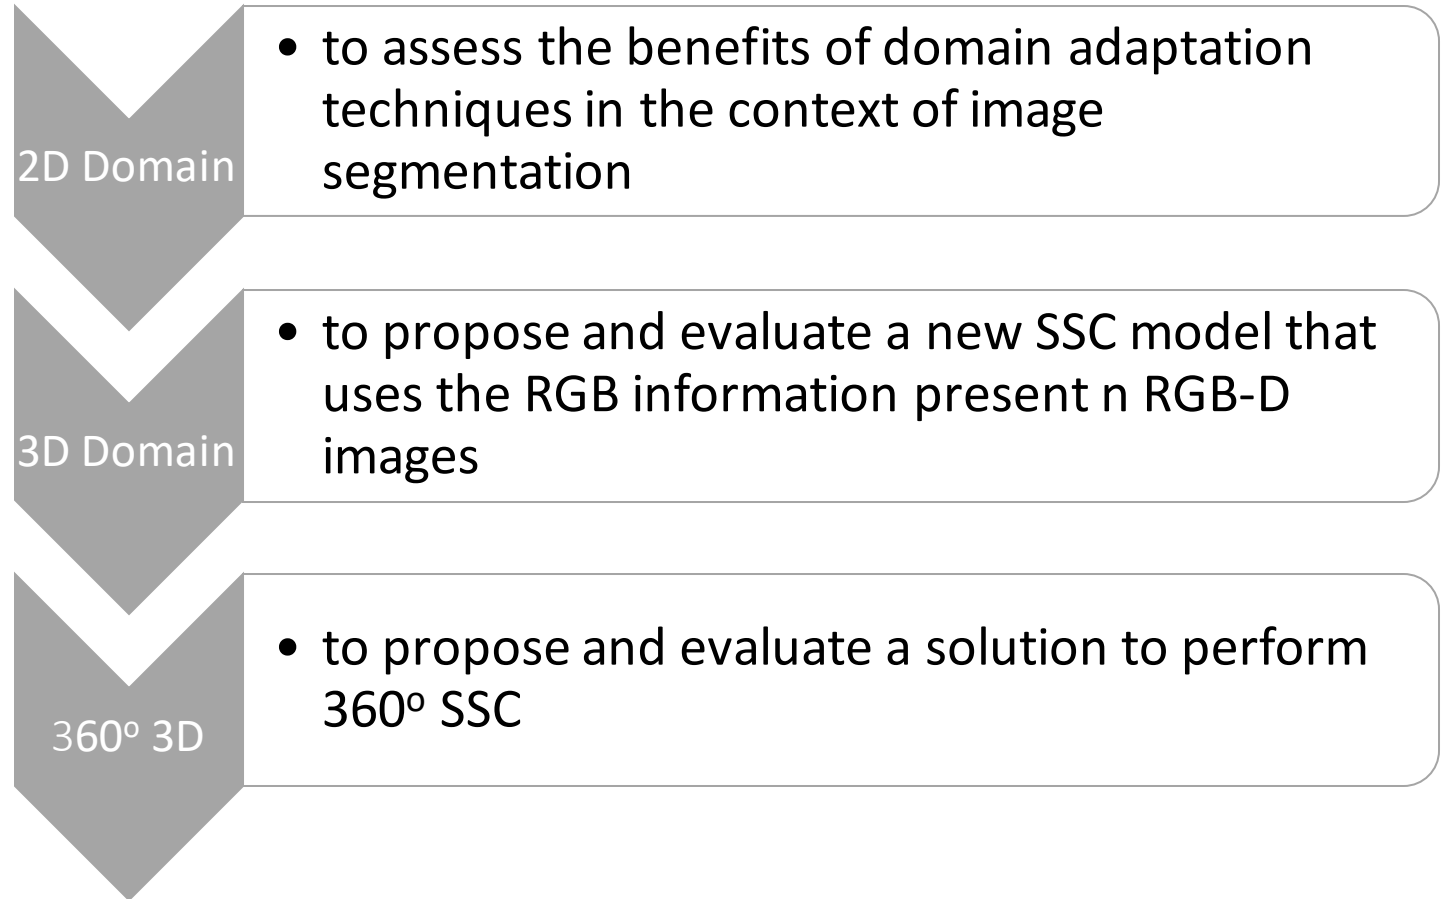 2D Domain
• to assess the benefits of domain adaptation
techniques in the context of image
segmentation
3D Domain
• to propose and evaluate a new SSC model that
uses the RGB information present n RGB-D
images
360º 3D
• to propose and evaluate a solution to perform
360º SSC